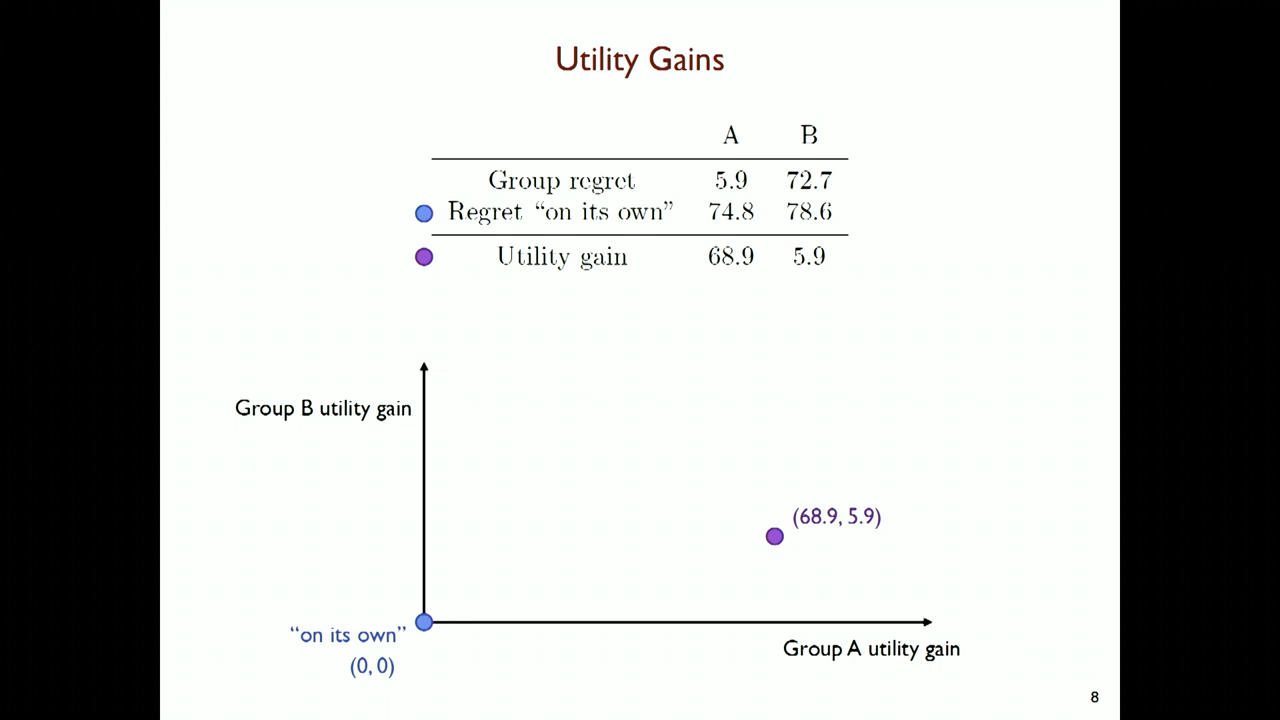 Utility Gains
A B
Group regret 5.9 72.7
Regret “on its own” 74.8 78.6
Utility gain 68.9 5.9
Group B utility gain
(68.9, 5.9)
“on its own”
(0, 0)
Group A utility gain
8